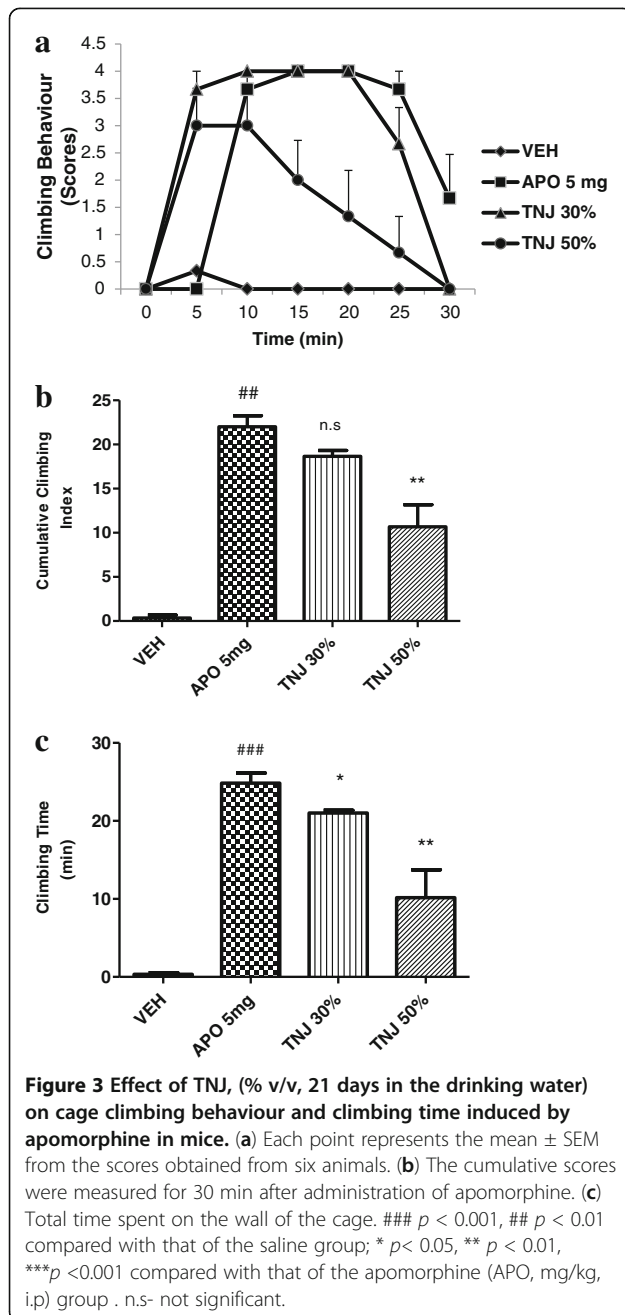 a
4.5
4
3.5
3
2.5
2
1.5
1
0.5
0
Climbing Behaviour
(Scores)
0 5 10 15 20 25 30
Time (min)
VEH
APO 5 mg
TNJ 30%
TNJ 50%
b
25
20
15
10
5
0
Cumulative Climbing
Index
##
n.s
**
VEH
APO 5mg
TNJ 30%
TNJ 50%
c
30
20
10
0
Climbing Time
(min)
###
*
**
VEH
APO 5mg
TNJ 30%
TNJ 50%
Figure 3 Effect of TNJ, (% v/v, 21 days in the drinking water)
on cage climbing behaviour and climbing time induced by
apomorphine in mice. (a) Each point represents the mean ± SEM
from the scores obtained from six animals. (b) The cumulative scores
were measured for 30 min after administration of apomorphine. (c)
Total time spent on the wall of the cage. ### p < 0.001, ## p < 0.01
compared with that of the saline group; * p< 0.05, ** p < 0.01,
***p <0.001 compared with that of the apomorphine (APO, mg/kg,
i.p) group . n.s- not significant.